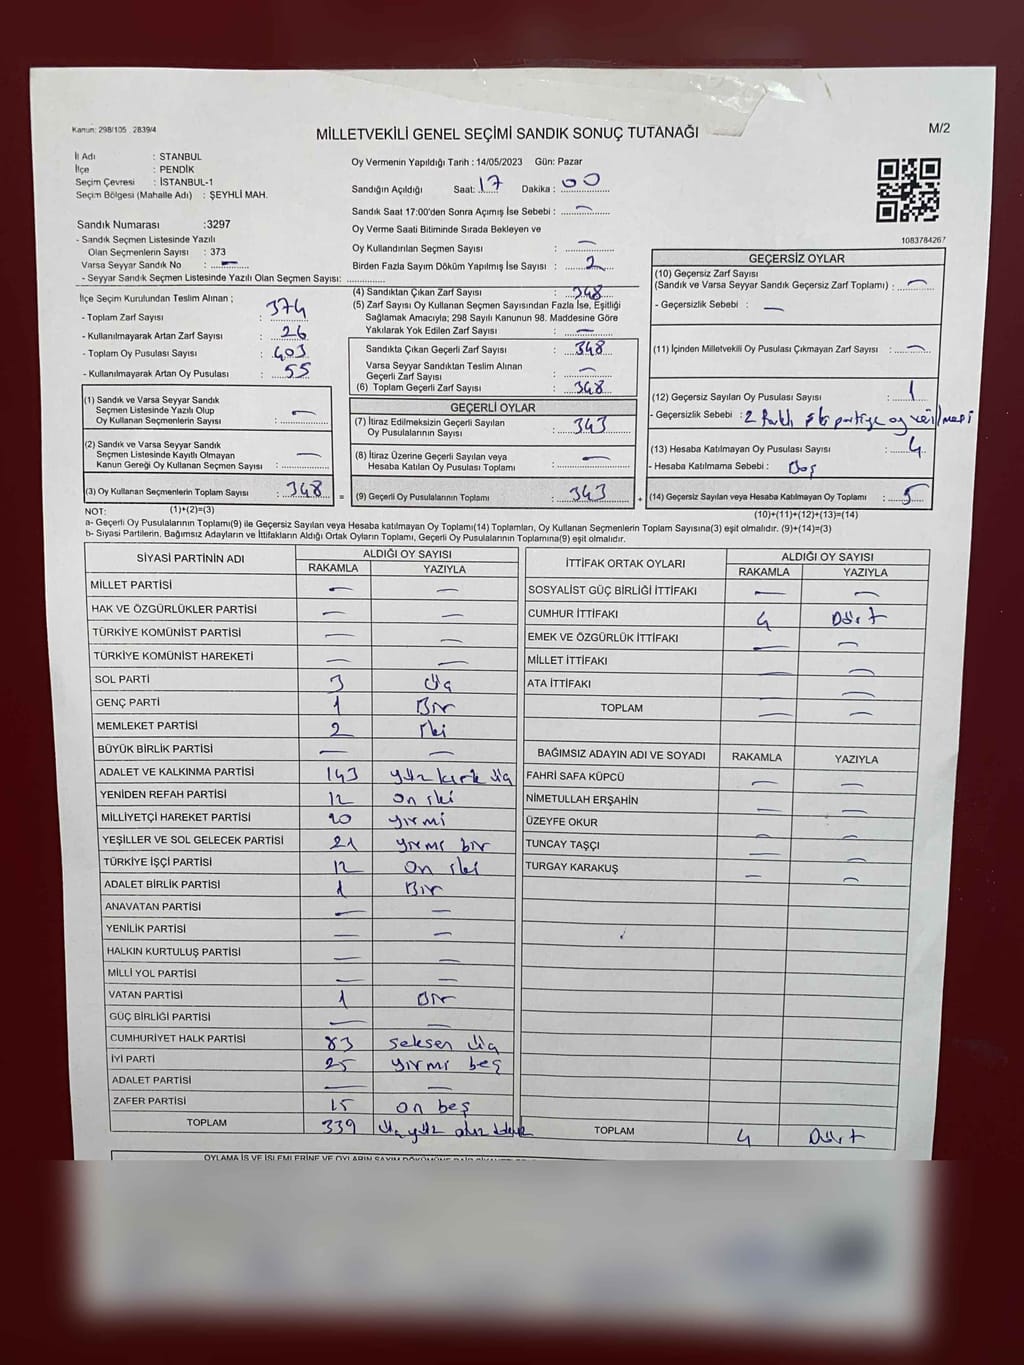 Kanun: 298/105 2839/4
MİLLETVEKİLİ GENEL SEÇİMİ SANDIK SONUÇ TUTANAĞI
M/2
İl Adı : STANBUL
İlçe : PENDİK
Seçim Çevresi : İSTANBUL-1
Seçim Bölgesi (Mahalle Adı) : ŞEYHLİ MAH.
Oy Vermenin Yapıldığı Tarih : 14/05/2023 Gün: Pazar
Sandığın Açıldığı Saat: 17 Dakika : 00
Sandık Saat 17:00'den Sonra Açımış İse Sebebi : —
Oy Verme Saati Bitiminde Sırada Bekleyen ve
Oy Kullandırılan Seçmen Sayısı : —
Birden Fazla Sayım Döküm Yapılmış İse Sayısı : 2
1083784267
Sandık Numarası :3297
- Sandık Seçmen Listesinde Yazılı
Olan Seçmenlerin Sayısı : 373
Varsa Seyyar Sandık No : —
- Seyyar Sandık Seçmen Listesinde Yazılı Olan Seçmen Sayısı:
İlçe Seçim Kurulundan Teslim Alınan ;
- Toplam Zarf Sayısı : 374
- Kullanılmayarak Artan Zarf Sayısı : 26
- Toplam Oy Pusulası Sayısı : 403
- Kullanılmayarak Artan Oy Pusulası : 55
(1) Sandık ve Varsa Seyyar Sandık
Seçmen Listesinde Yazılı Olup
Oy Kullanan Seçmenlerin Sayısı : —
(2) Sandık ve Varsa Seyyar Sandık
Seçmen Listesinde Kayıtlı Olmayan
Kanun Gereği Oy Kullanan Seçmen Sayısı : —
(3) Oy Kullanan Seçmenlerin Toplam Sayısı : 348 =
(1)+(2)=(3)
(4) Sandıktan Çıkan Zarf Sayısı : 348
(5) Zarf Sayısı Oy Kullanan Seçmen Sayısından Fazla İse, Eşitliği
Sağlamak Amacıyla; 298 Sayılı Kanunun 98. Maddesine Göre
Yakılarak Yok Edilen Zarf Sayısı : —
Sandıkta Çıkan Geçerli Zarf Sayısı : 348
Varsa Seyyar Sandıktan Teslim Alınan
Geçerli Zarf Sayısı : —
(6) Toplam Geçerli Zarf Sayısı : 348
GEÇERLİ OYLAR
(7) İtiraz Edilmeksizin Geçerli Sayılan
Oy Pusulalarının Sayısı : 343
(8) İtiraz Üzerine Geçerli Sayılan veya
Hesaba Katılan Oy Pusulası Toplamı : —
(9) Geçerli Oy Pusulalarının Toplamı : 343 +
GEÇERSİZ OYLAR
(10) Geçersiz Zarf Sayısı
(Sandık ve Varsa Seyyar Sandık Geçersiz Zarf Toplamı) : —
- Geçersizlik Sebebi : —
(11) İçinden Milletvekili Oy Pusulası Çıkmayan Zarf Sayısı : —
(12) Geçersiz Sayılan Oy Pusulası Sayısı : 1
- Geçersizlik Sebebi : 2 farklı partiye oy verilmesi
(13) Hesaba Katılmayan Oy Pusulası Sayısı : 4
- Hesaba Katılmama Sebebi : Boş
(14) Geçersiz Sayılan veya Hesaba Katılmayan Oy Toplamı : 5
(10)+(11)+(12)+(13)=(14)
NOT:
a- Geçerli Oy Pusulalarının Toplamı(9) ile Geçersiz Sayılan veya Hesaba katılmayan Oy Toplamı(14) Toplamları, Oy Kullanan Seçmenlerin Toplam Sayısına(3) eşit olmalıdır. (9)+(14)=(3)
b- Siyasi Partilerin, Bağımsız Adayların ve İttifakların Aldığı Ortak Oyların Toplamı, Geçerli Oy Pusulalarının Toplamına(9) eşit olmalıdır.
SİYASİ PARTİNİN ADI ALDIĞI OY SAYISI
RAKAMLA YAZIYLA
MİLLET PARTİSİ — —
HAK VE ÖZGÜRLÜKLER PARTİSİ — —
TÜRKİYE KOMÜNİST PARTİSİ — —
TÜRKİYE KOMÜNİST HAREKETİ — —
SOL PARTİ 3 Üç
GENÇ PARTİ 1 Bir
MEMLEKET PARTİSİ 2 İki
BÜYÜK BİRLİK PARTİSİ — —
ADALET VE KALKINMA PARTİSİ 143 yüz kırk üç
YENİDEN REFAH PARTİSİ 12 on iki
MİLLİYETÇİ HAREKET PARTİSİ 20 yirmi
YEŞİLLER VE SOL GELECEK PARTİSİ 21 yirmi bir
TÜRKİYE İŞÇİ PARTİSİ 12 on iki
ADALET BİRLİK PARTİSİ 1 Bir
ANAVATAN PARTİSİ — —
YENİLİK PARTİSİ — —
HALKIN KURTULUŞ PARTİSİ — —
MİLLİ YOL PARTİSİ — —
VATAN PARTİSİ 1 Bir
GÜÇ BİRLİĞİ PARTİSİ — —
CUMHURİYET HALK PARTİSİ 83 seksen üç
İYİ PARTİ 25 yirmi beş
ADALET PARTİSİ — —
ZAFER PARTİSİ 15 on beş
TOPLAM 339 Üç yüz otuz dokuz
İTTİFAK ORTAK OYLARI ALDIĞI OY SAYISI
RAKAMLA YAZIYLA
SOSYALİST GÜÇ BİRLİĞİ İTTİFAKI — —
CUMHUR İTTİFAKI 4 Dört
EMEK VE ÖZGÜRLÜK İTTİFAKI — —
MİLLET İTTİFAKI — —
ATA İTTİFAKI — —
TOPLAM — —
BAĞIMSIZ ADAYIN ADI VE SOYADI RAKAMLA YAZIYLA
FAHRİ SAFA KÜPCÜ — —
NİMETULLAH ERŞAHİN — —
ÜZEYFE OKUR — —
TUNCAY TAŞÇI — —
TURGAY KARAKUŞ — —
TOPLAM 4 Dört